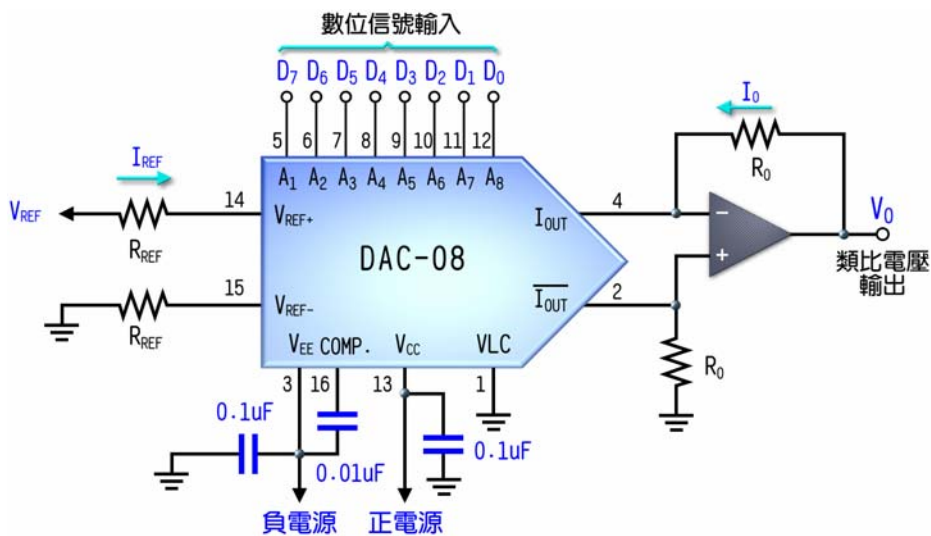 數位信號輸入
D7 D6 D5 D4 D3 D2 D1 D0
I0
5 6 7 8 9 10 11 12
R0
IREF
A1 A2 A3 A4 A5 A6 A7 A8
14
4
VREF
VREF+
IOUT
−
V0
RREF
DAC-08
+
類比電壓
輸出
15
2
VREF-
IOUT
RREF
VEE COMP. VCC VLC
R0
3 16 13 1
0.1uF
0.01uF
0.1uF
負電源
正電源